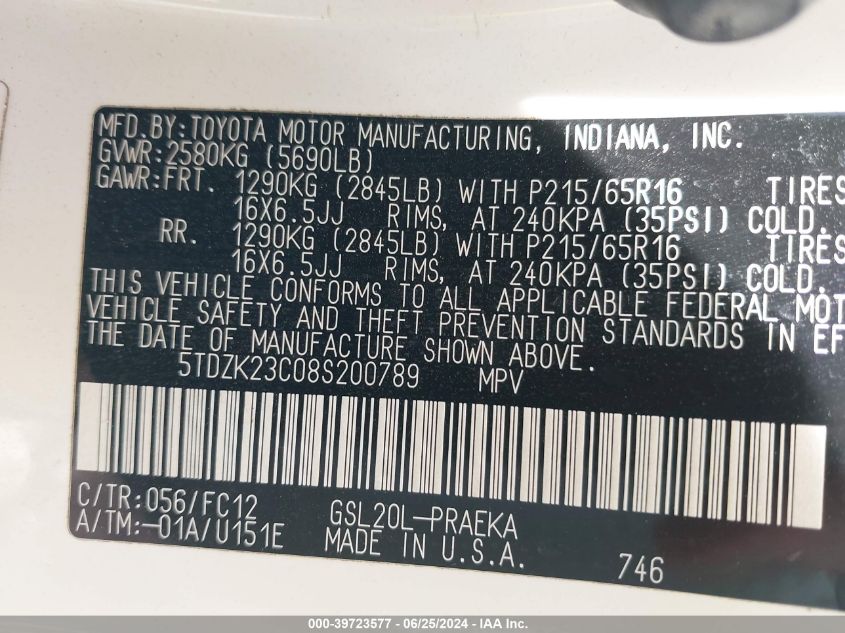 MFD.BY:TOYOTA MOTOR MANUFACTURING, INDIANA, INC.
GVWR:2580KG (5690LB)
GAWR:FRT. 1290KG (2845LB) WITH P215/65R16 TIRES
16X6.5JJ RIMS, AT 240KPA (35PSI) COLD.
RR. 1290KG (2845LB) WITH P215/65R16 TIRES
16X6.5JJ RIMS, AT 240KPA (35PSI) COLD.
THIS VEHICLE CONFORMS TO ALL APPLICABLE FEDERAL MOT
VEHICLE SAFETY AND THEFT PREVENTION STANDARDS IN EF
THE DATE OF MANUFACTURE SHOWN ABOVE.
5TDZK23C08S200789 MPV
C/TR:056/FC12 GSL20L-PRAEKA
A/TM:-01A/U151E MADE IN U.S.A. 746
000-39723577 - 06/25/2024 - IAA Inc.